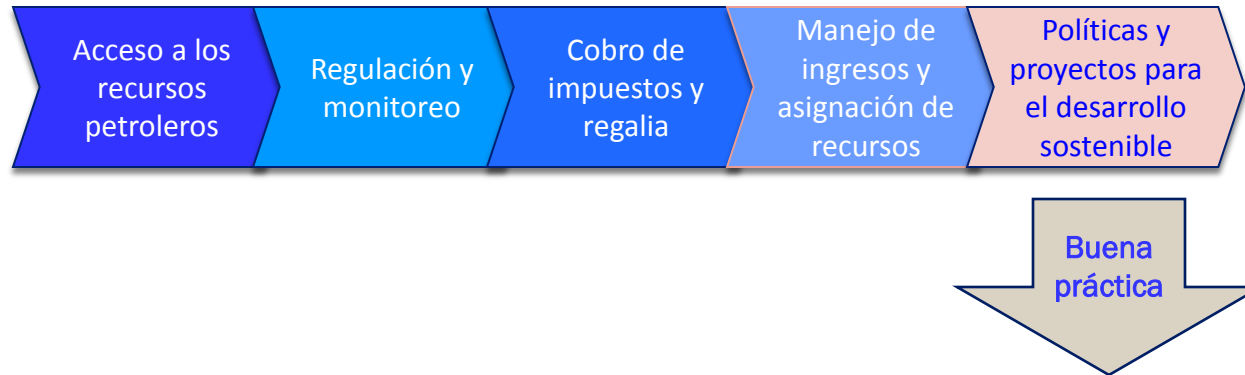 Acceso a los
recursos
petroleros
Regulación y
monitoreo
Cobro de
impuestos y
regalia
Manejo de
ingresos y
asignación de
recursos
Políticas y
proyectos para
el desarrollo
sostenible
Buena
práctica